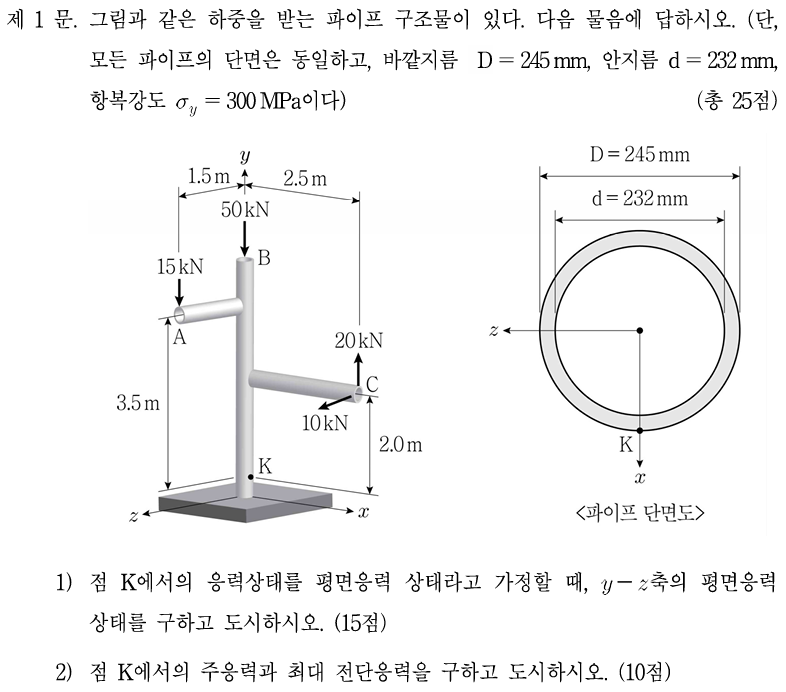 제 1 문. 그림과 같은 하중을 받는 파이프 구조물이 있다. 다음 물음에 답하시오. (단,
모든 파이프의 단면은 동일하고, 바깥지름 D = 245 mm, 안지름 d = 232 mm,
항복강도 σy = 300 MPa이다) (총 25점)
y
1.5 m 2.5 m
50 kN
B
15 kN
A
20 kN
C
10 kN
3.5 m
2.0 m
K
z
x
D = 245 mm
d = 232 mm
z
K
x
<파이프 단면도>
1) 점 K에서의 응력상태를 평면응력 상태라고 가정할 때, y - z축의 평면응력
상태를 구하고 도시하시오. (15점)
2) 점 K에서의 주응력과 최대 전단응력을 구하고 도시하시오. (10점)